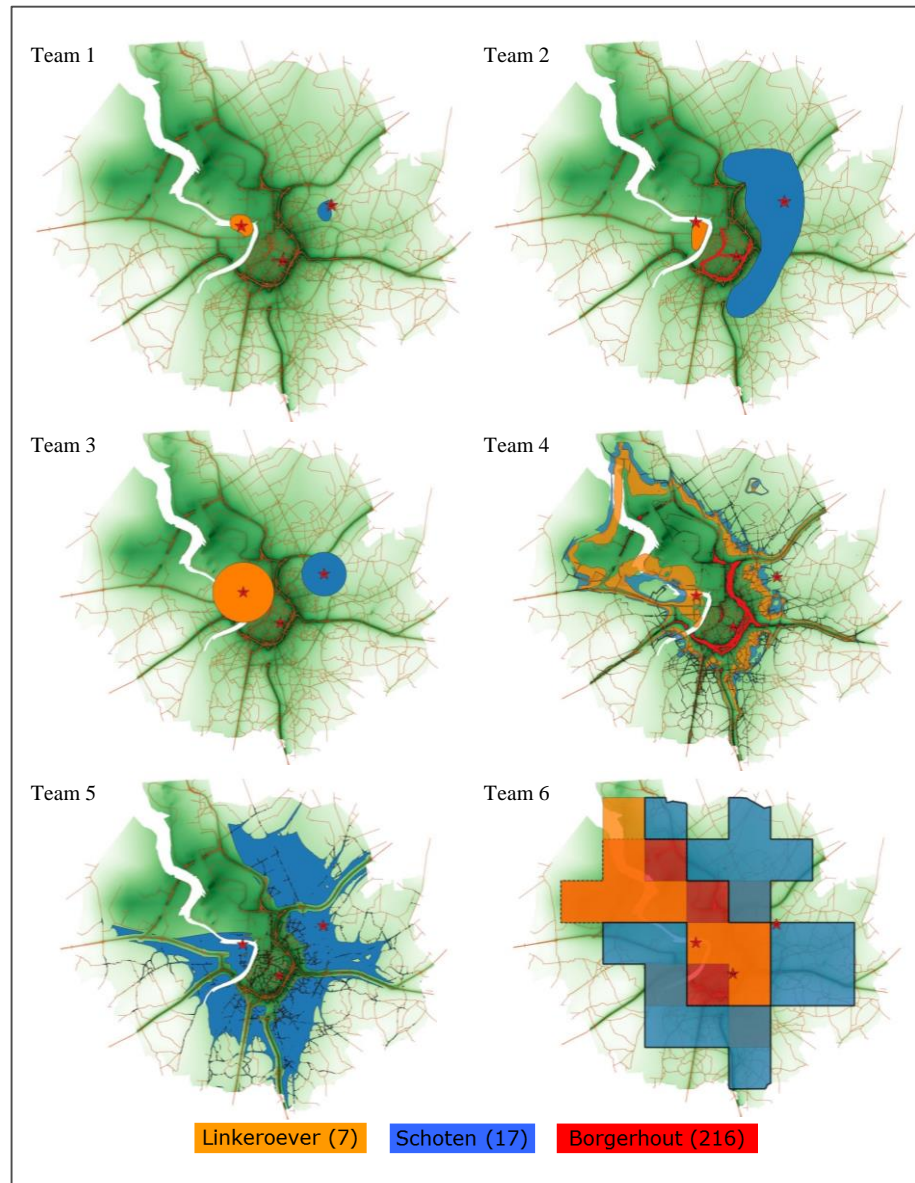 Team 1
Team 2
Team 3
Team 4
Team 5
Team 6
Linkeroever (7)
Schoten (17)
Borgerhout (216)